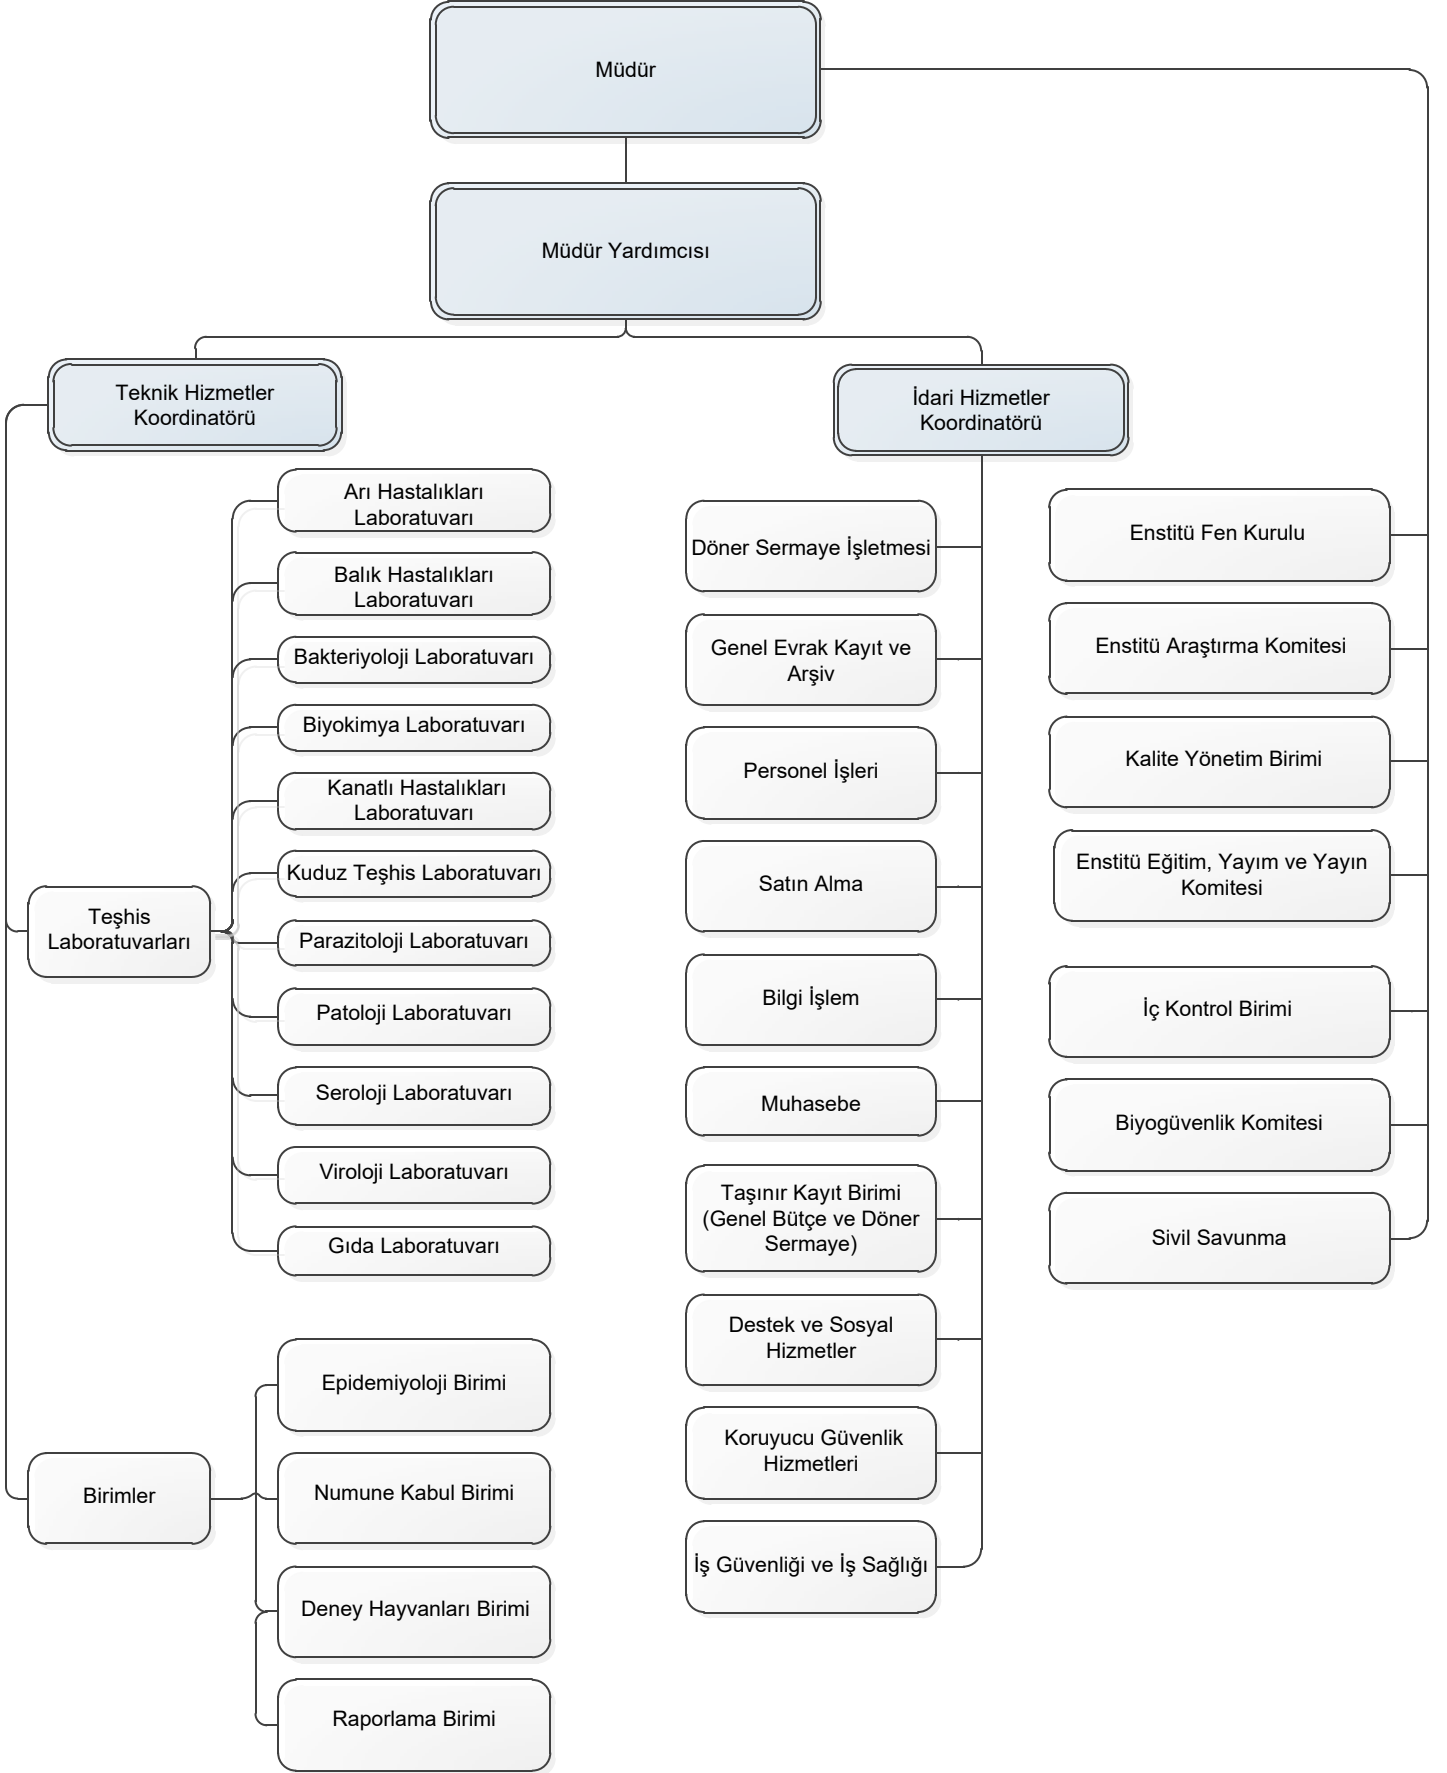 Müdür
Müdür Yardımcısı
Teknik Hizmetler
Koordinatörü
İdari Hizmetler
Koordinatörü
Teşhis
Laboratuvarları
Arı Hastalıkları
Laboratuvarı
Balık Hastalıkları
Laboratuvarı
Bakteriyoloji Laboratuvarı
Biyokimya Laboratuvarı
Kanatlı Hastalıkları
Laboratuvarı
Kuduz Teşhis Laboratuvarı
Parazitoloji Laboratuvarı
Patoloji Laboratuvarı
Seroloji Laboratuvarı
Viroloji Laboratuvarı
Gıda Laboratuvarı
Birimler
Epidemiyoloji Birimi
Numune Kabul Birimi
Deney Hayvanları Birimi
Raporlama Birimi
Döner Sermaye İşletmesi
Genel Evrak Kayıt ve
Arşiv
Personel İşleri
Satın Alma
Bilgi İşlem
Muhasebe
Taşınır Kayıt Birimi
(Genel Bütçe ve Döner
Sermaye)
Destek ve Sosyal
Hizmetler
Koruyucu Güvenlik
Hizmetleri
İş Güvenliği ve İş Sağlığı
Enstitü Fen Kurulu
Enstitü Araştırma Komitesi
Kalite Yönetim Birimi
Enstitü Eğitim, Yayım ve Yayın
Komitesi
İç Kontrol Birimi
Biyogüvenlik Komitesi
Sivil Savunma